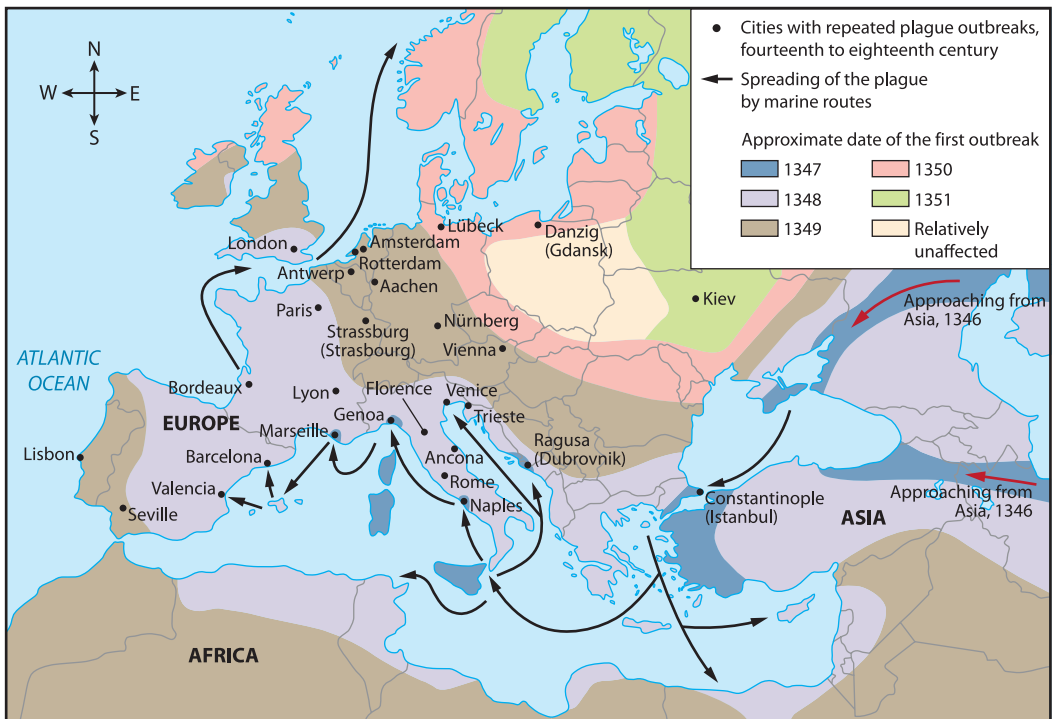 Cities with repeated plague outbreaks,
fourteenth to eighteenth century
Spreading of the plague
by marine routes
Approximate date of the first outbreak
1347
1350
1348
1351
1349
Relatively
unaffected
N
W
E
S
London
Amsterdam
Rotterdam
Antwerp
Aachen
Lübeck
Danzig
(Gdansk)
Kiev
Approaching from
Asia, 1346
Paris
Strassburg
(Strasbourg)
Nürnberg
Vienna
ATLANTIC
OCEAN
Bordeaux
Lyon
Florence
Venice
Trieste
EUROPE
Genoa
Marseille
Lisbon
Barcelona
Ancona
Ragusa
(Dubrovnik)
Rome
Valencia
Naples
Seville
Constantinople
(Istanbul)
ASIA
Approaching from
Asia, 1346
AFRICA